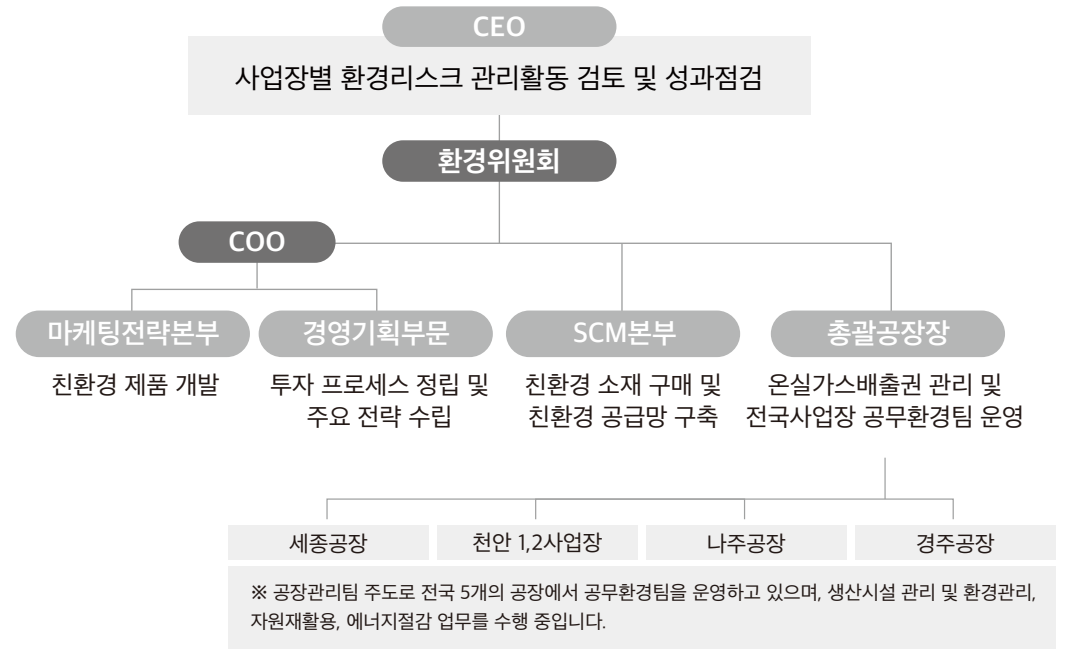 CEO
사업장별 환경리스크 관리활동 검토 및 성과점검
환경위원회
COO
마케팅전략본부
경영기획부문
SCM본부
총괄공장장
친환경 제품 개발
투자 프로세스 정립 및
주요 전략 수립
친환경 소재 구매 및
친환경 공급망 구축
온실가스배출권 관리 및
전국사업장 공무환경팀 운영
세종공장
천안 1,2사업장
나주공장
경주공장
※ 공장관리팀 주도로 전국 5개의 공장에서 공무환경팀을 운영하고 있으며, 생산시설 관리 및 환경관리,
자원재활용, 에너지절감 업무를 수행 중입니다.